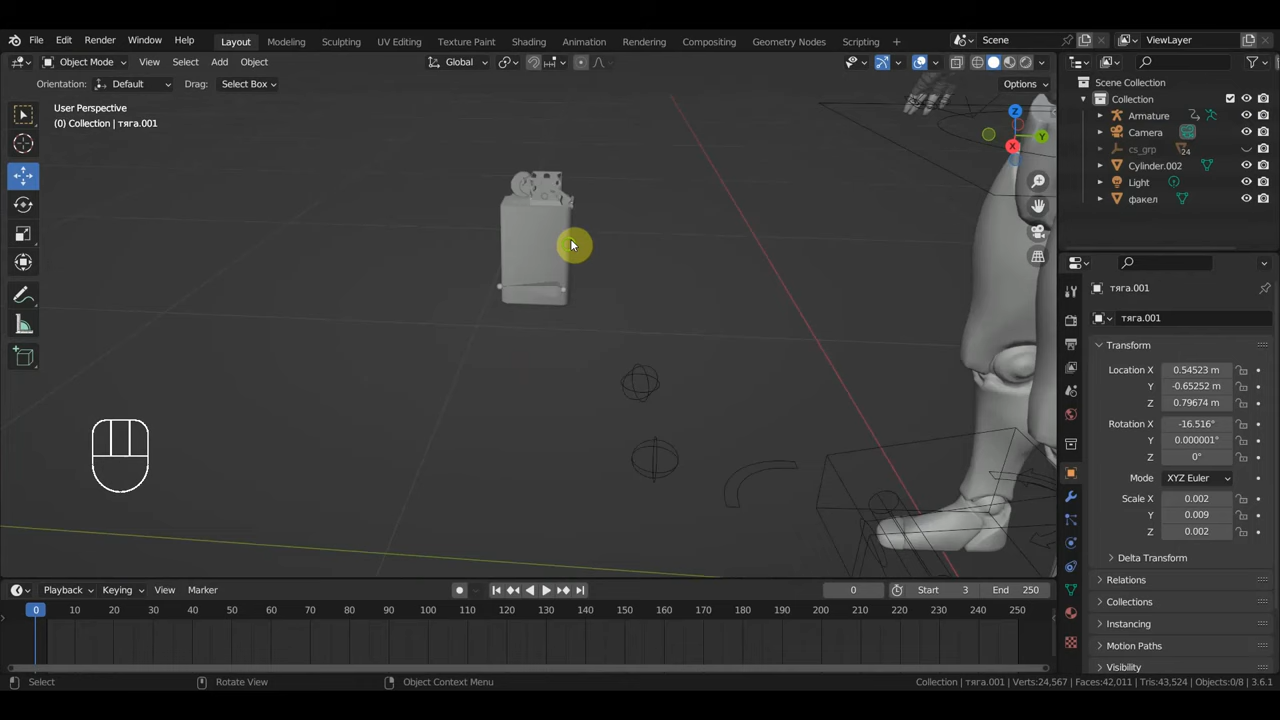 File Edit Render Window Help Layout Modeling Sculpting UV Editing Texture Paint Shading Animation Rendering Compositing Geometry Nodes Scripting + Scene ViewLayer
Object Mode View Select Add Object Global
Orientation: Default Drag: Select Box Options
User Perspective
(0) Collection | тяга.001
Z
Y
X
Scene Collection
Collection
Armature
Camera
cs_grp 24
Cylinder.002
Light
факел
тяга.001
тяга.001
Transform
Location X 0.54523 m
Y -0.65252 m
Z 0.79674 m
Rotation X -16.516°
Y 0.000001°
Z 0°
Mode XYZ Euler
Scale X 0.002
Y 0.009
Z 0.002
Delta Transform
Relations
Collections
Instancing
Motion Paths
Visibility
Playback Keying View Marker 0 Start 3 End 250
0 10 20 30 40 50 60 70 80 90 100 110 120 130 140 150 160 170 180 190 200 210 220 230 240 250
Select Rotate View Object Context Menu Collection | тяга.001 | Verts:24,567 | Faces:42,011 | Tris:43,524 | Objects:0/8 | 3.6.1